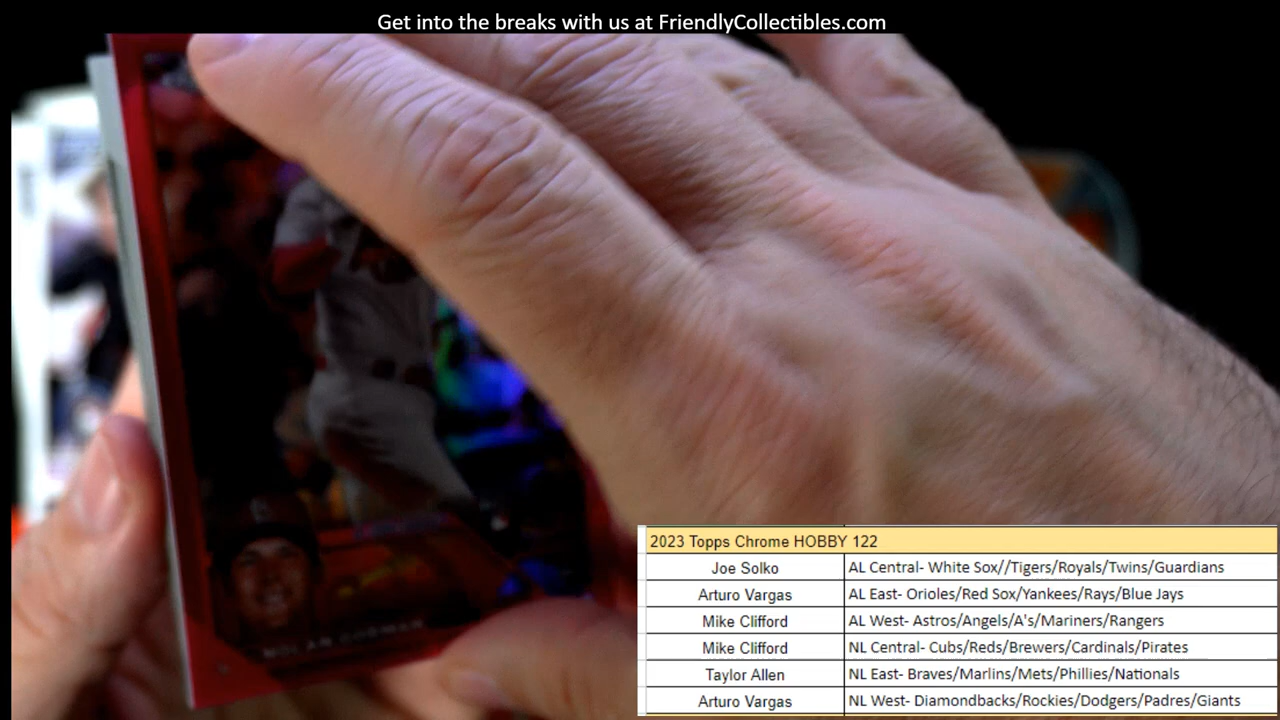 Get into the breaks with us at FriendlyCollectibles.com
NOLAN GORMAN
2023 Topps Chrome HOBBY 122
Joe Solko AL Central- White Sox//Tigers/Royals/Twins/Guardians
Arturo Vargas AL East- Orioles/Red Sox/Yankees/Rays/Blue Jays
Mike Clifford AL West- Astros/Angels/A's/Mariners/Rangers
Mike Clifford NL Central- Cubs/Reds/Brewers/Cardinals/Pirates
Taylor Allen NL East- Braves/Marlins/Mets/Phillies/Nationals
Arturo Vargas NL West- Diamondbacks/Rockies/Dodgers/Padres/Giants